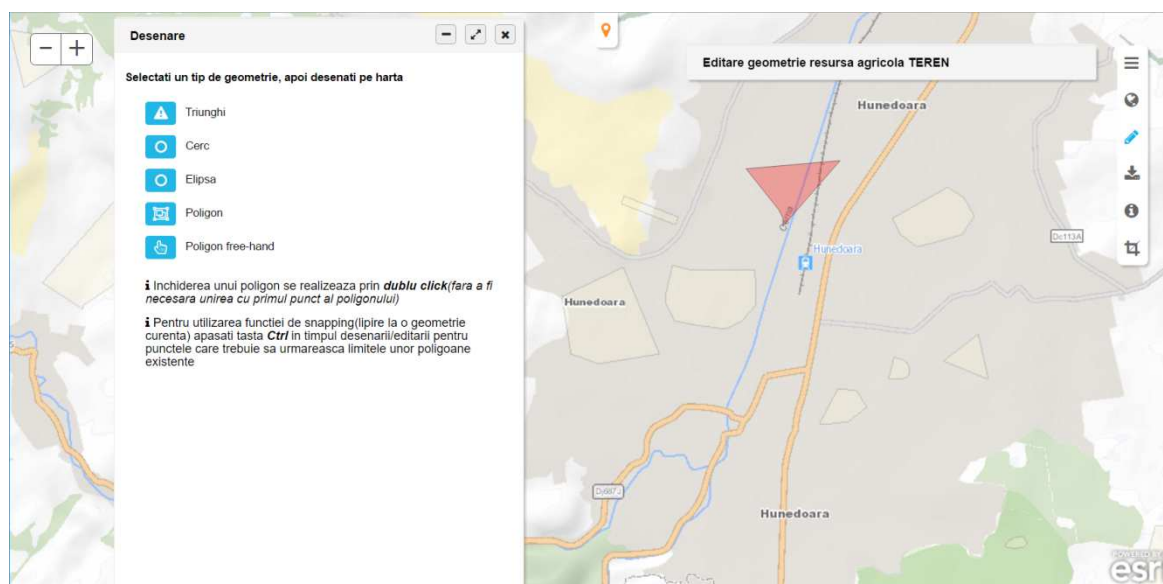 Desenare
Selectati un tip de geometrie, apoi desenati pe harta
Triunghi
Cerc
Elipsa
Poligon
Poligon free-hand
Inchiderea unui poligon se realizeaza prin dublu click(fara a fi
necesara unirea cu primul punct al poligonului)
Pentru utilizarea functiei de snapping(lipire la o geometrie
curenta) apasati tasta Ctrl in timpul desenarii/editarii pentru
punctele care trebuie sa urmareasca limitele unor poligoane
existente
Editare geometrie resursa agricola TEREN
Hunedoara
Dc113A
Hunedoara
Hunedoara
Hunedoara
POWERED BY
esri